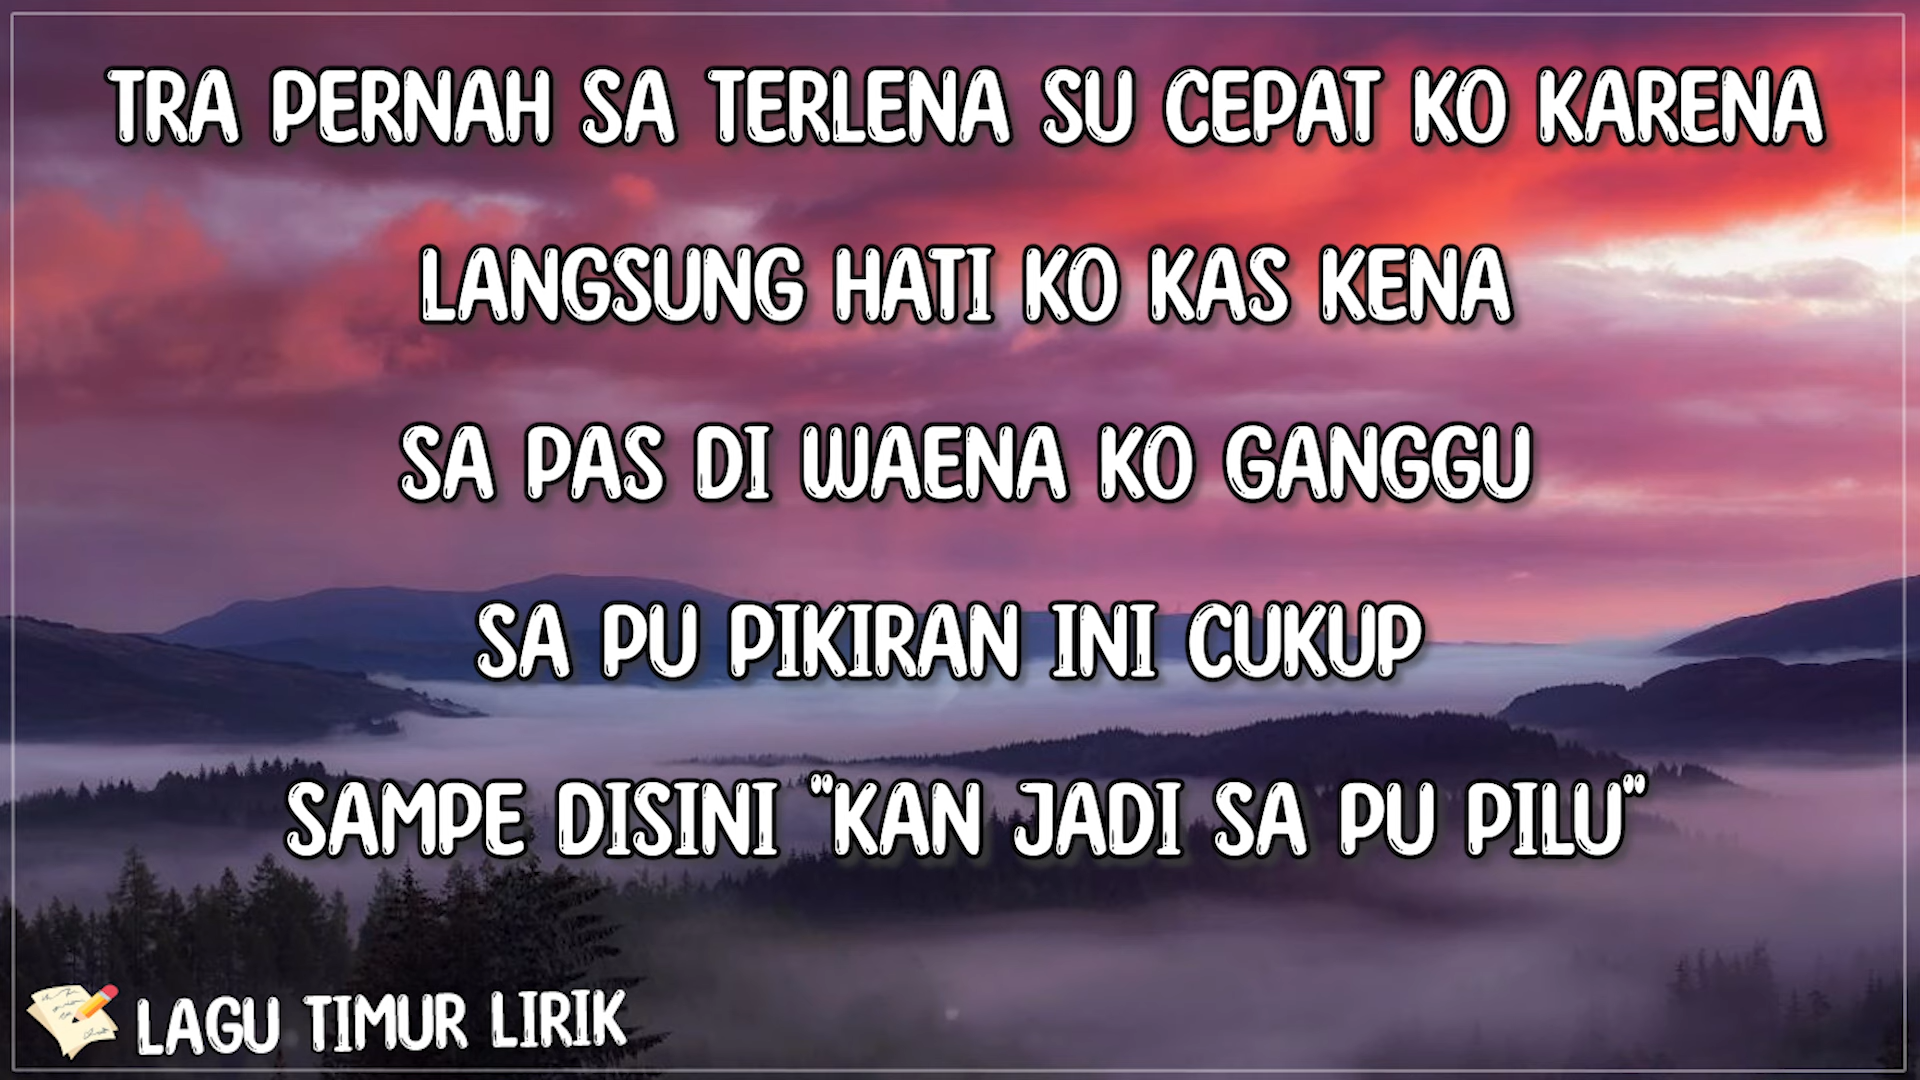 TRA PERNAH SA TERLENA SU CEPAT KO KARENA
LANGSUNG HATI KO KAS KENA
SA PAS DI WAENA KO GANGGU
SA PU PIKIRAN INI CUKUP
SAMPE DISINI "KAN JADI SA PU PILU"
LAGU TIMUR LIRIK